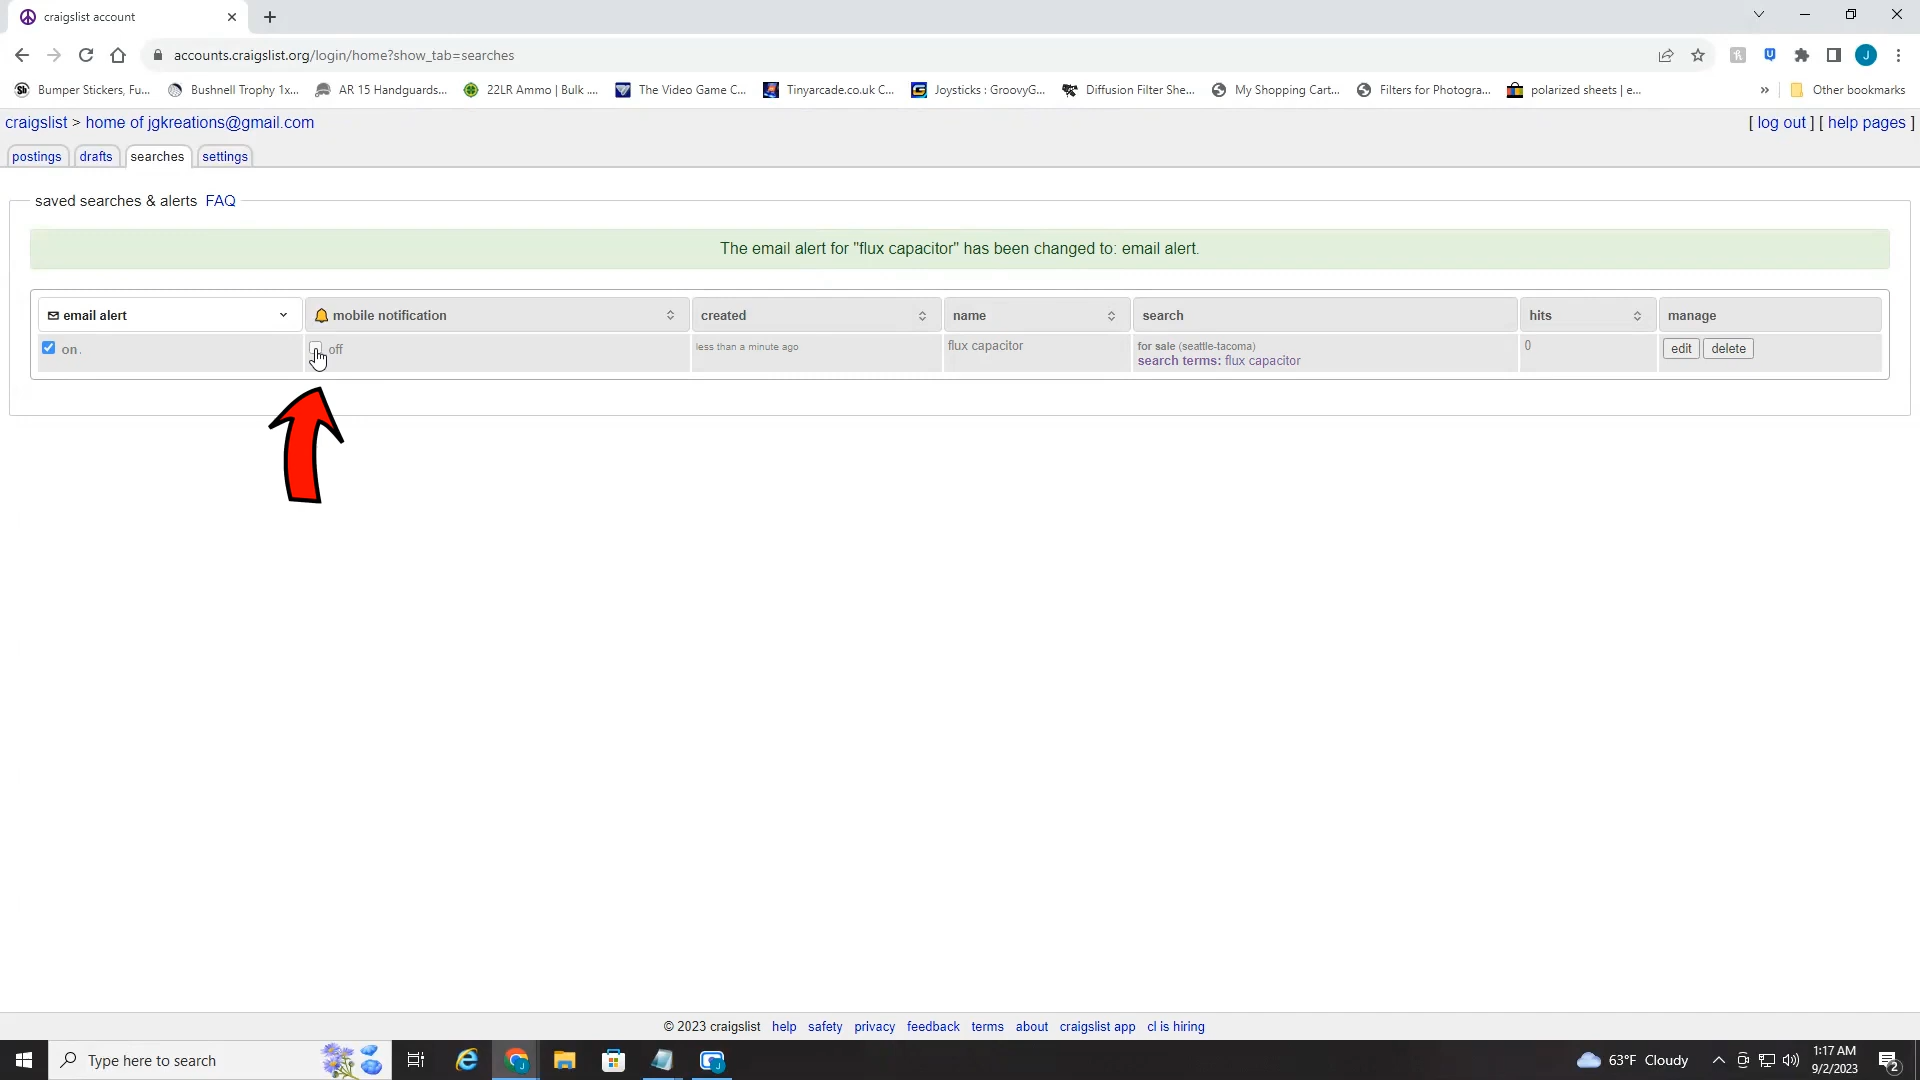 craigslist account
accounts.craigslist.org/login/home?show_tab=searches
Bumper Stickers, Fu... Bushnell Trophy 1x... AR 15 Handguards... 22LR Ammo | Bulk .... The Video Game C... Tinyarcade.co.uk C... Joysticks : GroovyG... Diffusion Filter She... My Shopping Cart... Filters for Photogra... polarized sheets | e... » Other bookmarks
craigslist > home of jgkreations@gmail.com [ log out ] [ help pages ]
postings drafts searches settings
saved searches & alerts FAQ
The email alert for "flux capacitor" has been changed to: email alert.
email alert mobile notification created name search hits manage
on. off less than a minute ago flux capacitor for sale (seattle-tacoma) 0 edit delete
search terms: flux capacitor
© 2023 craigslist help safety privacy feedback terms about craigslist app cl is hiring
Type here to search 63°F Cloudy 1:17 AM
9/2/2023 2